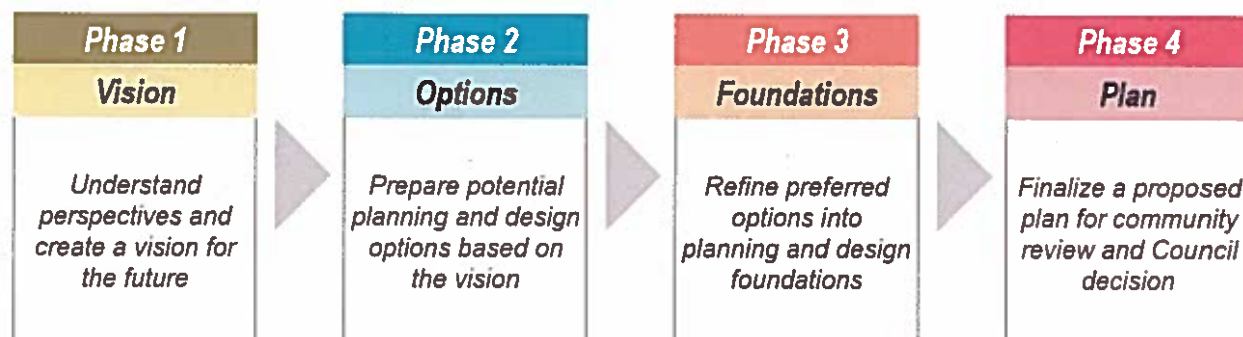 Phase 1
Vision
Understand
perspectives and
create a vision for
the future
Phase 2
Options
Prepare potential
planning and design
options based on
the vision
Phase 3
Foundations
Refine preferred
options into
planning and design
foundations
Phase 4
Plan
Finalize a proposed
plan for community
review and Council
decision